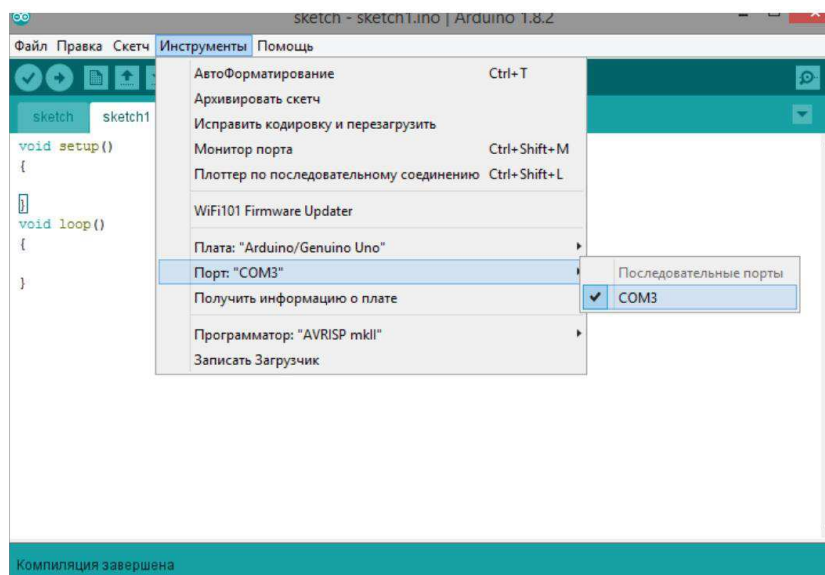 sketch - sketch1.ino | Arduino 1.8.2
Файл Правка Скетч Инструменты Помощь
sketch sketch1
АвтоФорматирование Ctrl+T
Архивировать скетч
Исправить кодировку и перезагрузить
Монитор порта Ctrl+Shift+M
Плоттер по последовательному соединению Ctrl+Shift+L
WiFi101 Firmware Updater
Плата: "Arduino/Genuino Uno"
Порт: "COM3"
Получить информацию о плате
Программатор: "AVRISP mkII"
Записать Загрузчик
Последовательные порты
COM3
void setup()
{
}
void loop()
{
}
Компиляция завершена